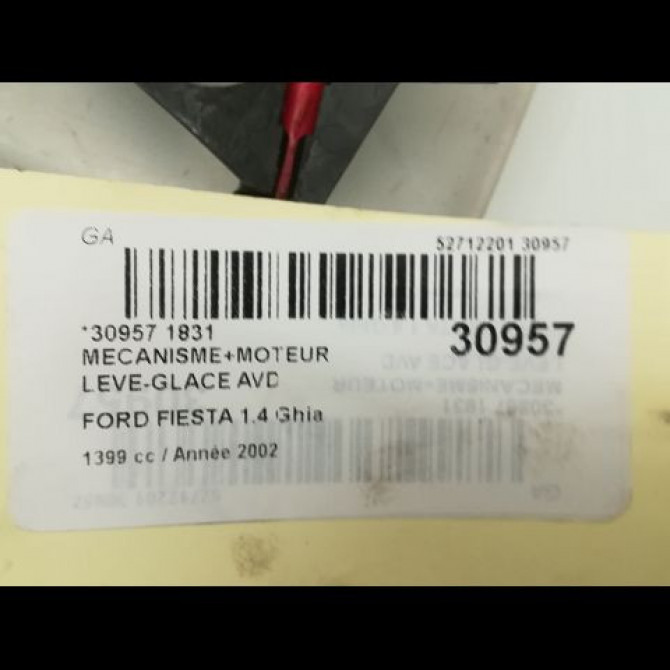 GA
52712201 30957
*30957 1831
30957
MECANISME+MOTEUR
LEVE-GLACE AVD
FORD FIESTA 1.4 Ghia
1399 cc / Année 2002